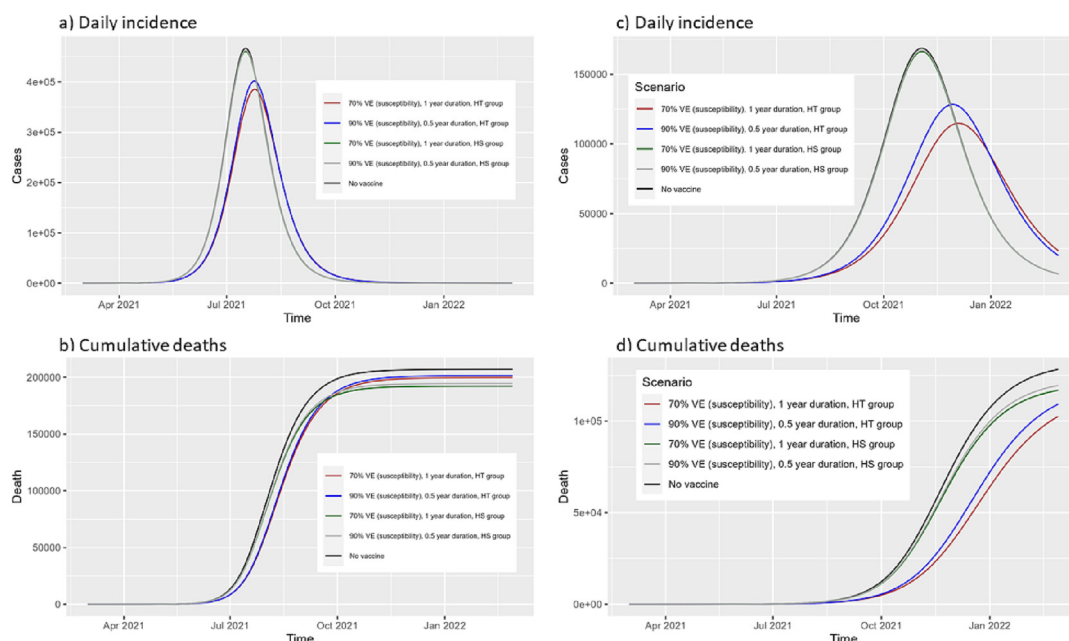 a) Daily incidence
4e+05
3e+05
2e+05
1e+05
0e+00
Cases
70% VE (susceptibility), 1 year duration, HT group
90% VE (susceptibility), 0.5 year duration, HT group
70% VE (susceptibility), 1 year duration, HS group
90% VE (susceptibility), 0.5 year duration, HS group
No vaccine
Apr 2021 Jul 2021 Oct 2021 Jan 2022
Time
c) Daily incidence
150000
100000
50000
0
Cases
Scenario
70% VE (susceptibility), 1 year duration, HT group
90% VE (susceptibility), 0.5 year duration, HT group
70% VE (susceptibility), 1 year duration, HS group
90% VE (susceptibility), 0.5 year duration, HS group
No vaccine
Apr 2021 Jul 2021 Oct 2021 Jan 2022
Time
b) Cumulative deaths
200000
150000
100000
50000
0
Death
70% VE (susceptibility), 1 year duration, HT group
90% VE (susceptibility), 0.5 year duration, HT group
70% VE (susceptibility), 1 year duration, HS group
90% VE (susceptibility), 0.5 year duration, HS group
No vaccine
Apr 2021 Jul 2021 Oct 2021 Jan 2022
Time
d) Cumulative deaths
1e+05
5e+04
0e+00
Death
Scenario
70% VE (susceptibility), 1 year duration, HT group
90% VE (susceptibility), 0.5 year duration, HT group
70% VE (susceptibility), 1 year duration, HS group
90% VE (susceptibility), 0.5 year duration, HS group
No vaccine
Apr 2021 Jul 2021 Oct 2021 Jan 2022
Time